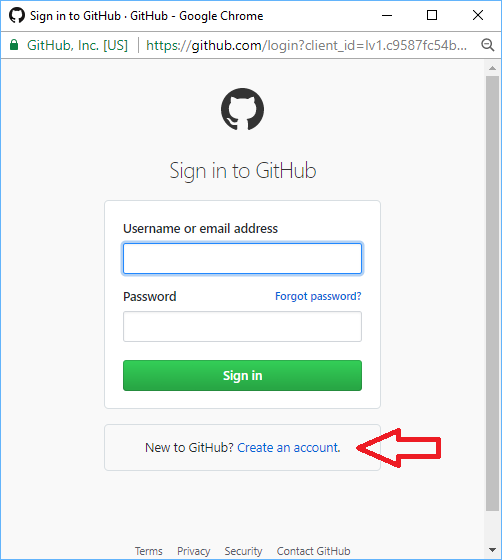 Sign in to GitHub · GitHub - Google Chrome
GitHub, Inc. [US] https://github.com/login?client_id=Iv1.c9587fc54b...
Sign in to GitHub
Username or email address
Password Forgot password?
Sign in
New to GitHub? Create an account.
Terms Privacy Security Contact GitHub